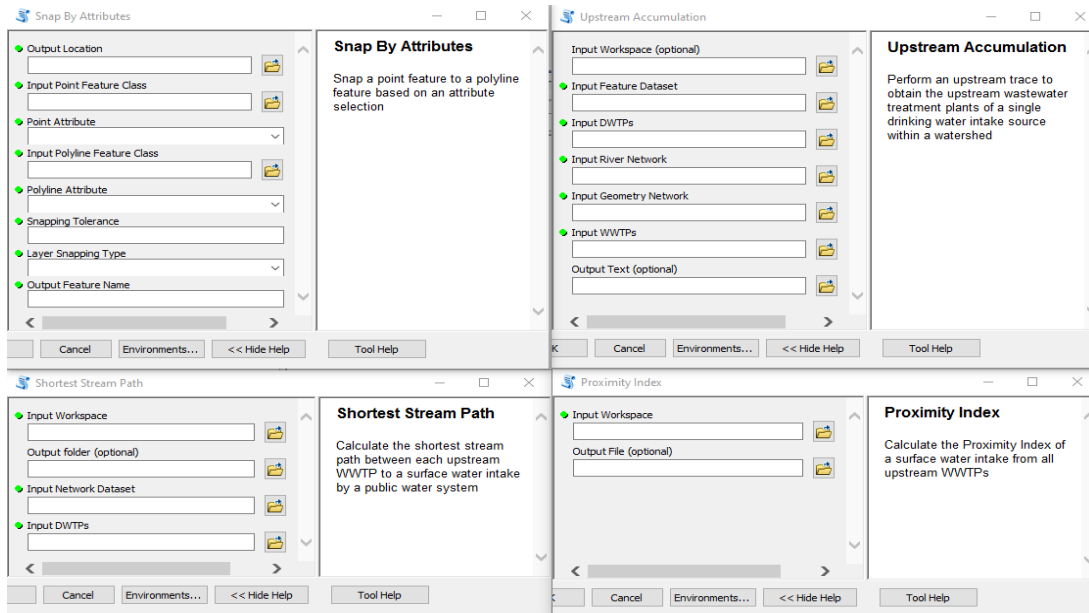 Snap By Attributes
Output Location
Input Point Feature Class
Point Attribute
Input Polyline Feature Class
Polyline Attribute
Snapping Tolerance
Layer Snapping Type
Output Feature Name
Snap By Attributes
Snap a point feature to a polyline
feature based on an attribute
selection
Cancel
Environments...
<< Hide Help
Tool Help
Upstream Accumulation
Input Workspace (optional)
Input Feature Dataset
Input DWTPs
Input River Network
Input Geometry Network
Input WWTPs
Output Text (optional)
Upstream Accumulation
Perform an upstream trace to
obtain the upstream wastewater
treatment plants of a single
drinking water intake source
within a watershed
K
Cancel
Environments...
<< Hide Help
Tool Help
Shortest Stream Path
Input Workspace
Output folder (optional)
Input Network Dataset
Input DWTPs
Shortest Stream Path
Calculate the shortest stream
path between each upstream
WWTP to a surface water intake
by a public water system
Cancel
Environments...
<< Hide Help
Tool Help
Proximity Index
Input Workspace
Output File (optional)
Proximity Index
Calculate the Proximity Index of
a surface water intake from all
upstream WWTPs
Cancel
Environments...
<< Hide Help
Tool Help